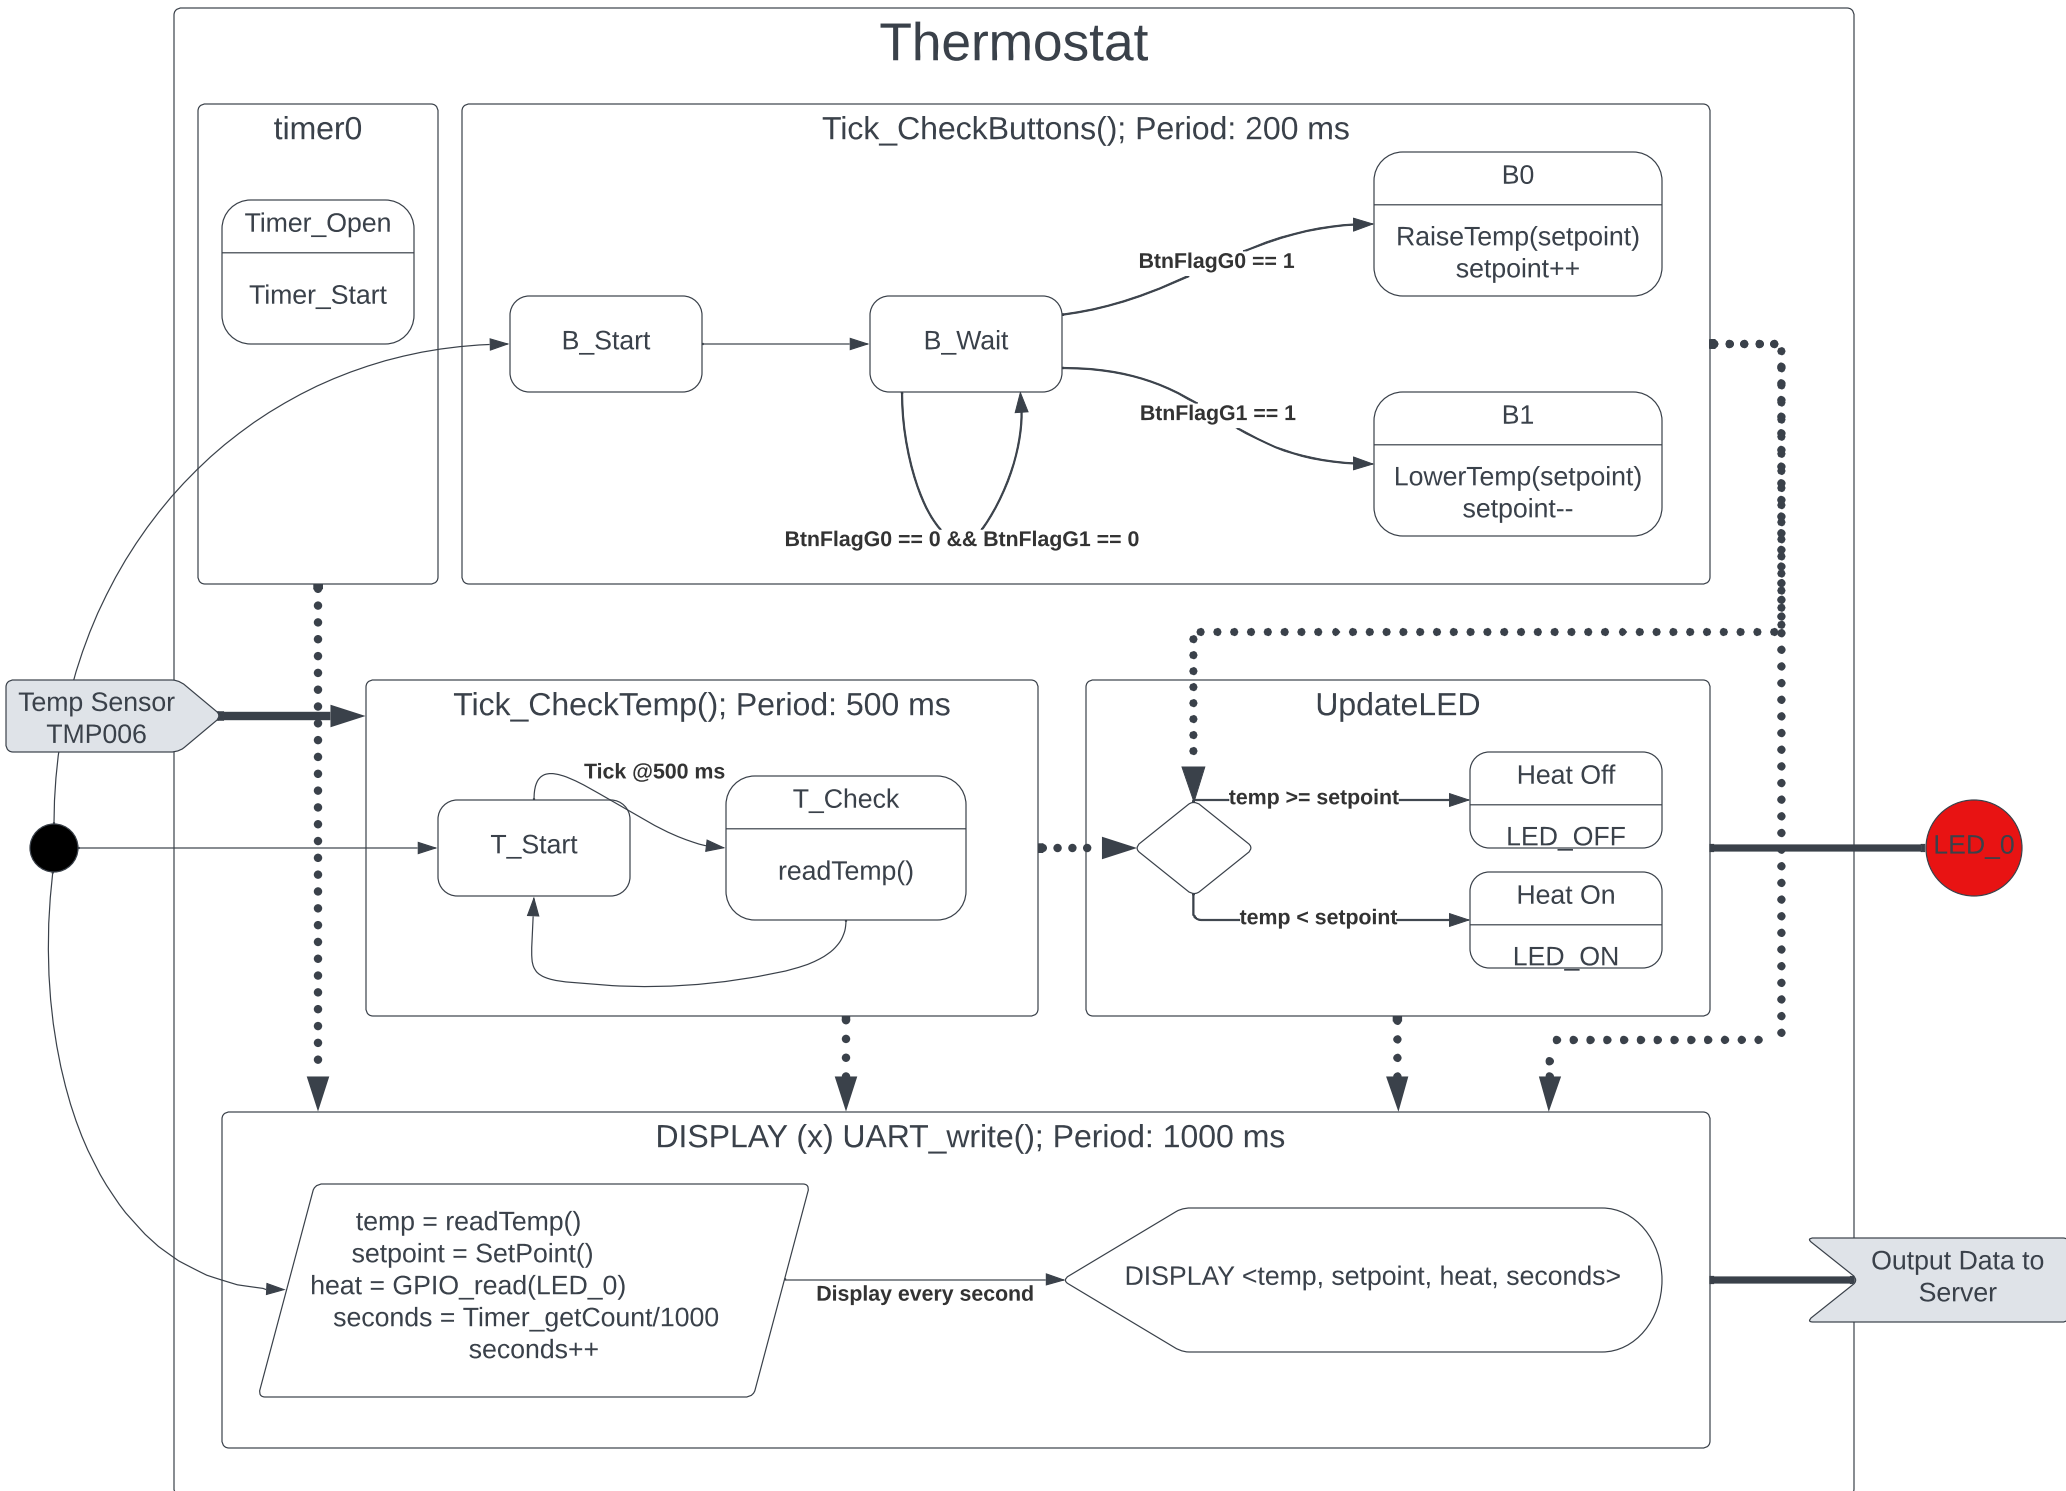 Thermostat
timer0
Timer_Open
Timer_Start
Tick_CheckButtons(); Period: 200 ms
B_Start
B_Wait
BtnFlagG0 == 1
BtnFlagG1 == 1
BtnFlagG0 == 0 && BtnFlagG1 == 0
B0
RaiseTemp(setpoint)
setpoint++
B1
LowerTemp(setpoint)
setpoint--
Temp Sensor
TMP006
Tick_CheckTemp(); Period: 500 ms
Tick @500 ms
T_Start
T_Check
readTemp()
UpdateLED
temp >= setpoint
Heat Off
LED_OFF
temp < setpoint
Heat On
LED_ON
LED_0
DISPLAY (x) UART_write(); Period: 1000 ms
temp = readTemp()
setpoint = SetPoint()
heat = GPIO_read(LED_0)
seconds = Timer_getCount/1000
seconds++
Display every second
DISPLAY <temp, setpoint, heat, seconds>
Output Data to
Server